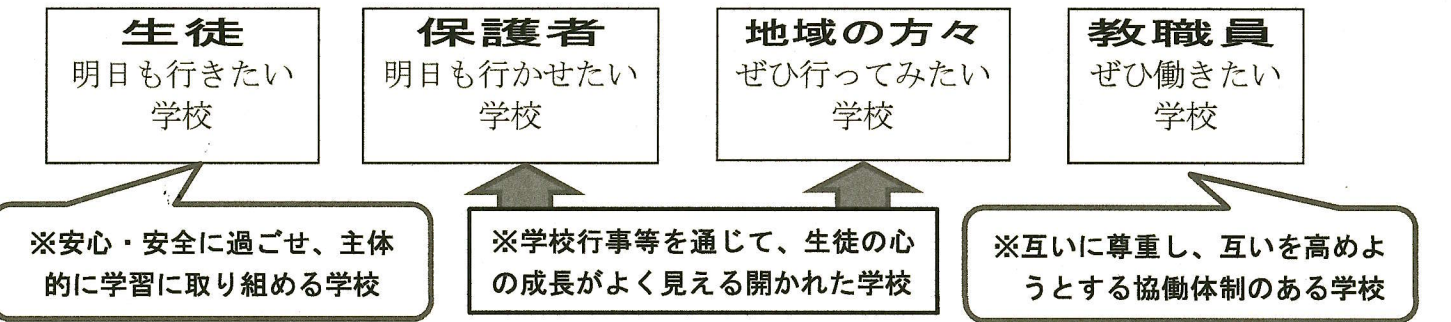 生徒
明日も行きたい
学校
保護者
明日も行かせたい
学校
地域の方々
ぜひ行ってみたい
学校
教職員
ぜひ働きたい
学校
※安心・安全に過ごせ、主体
的に学習に取り組める学校
※学校行事等を通じて、生徒の心
の成長がよく見える開かれた学校
※互いに尊重し、互いを高めよ
うとする協働体制のある学校